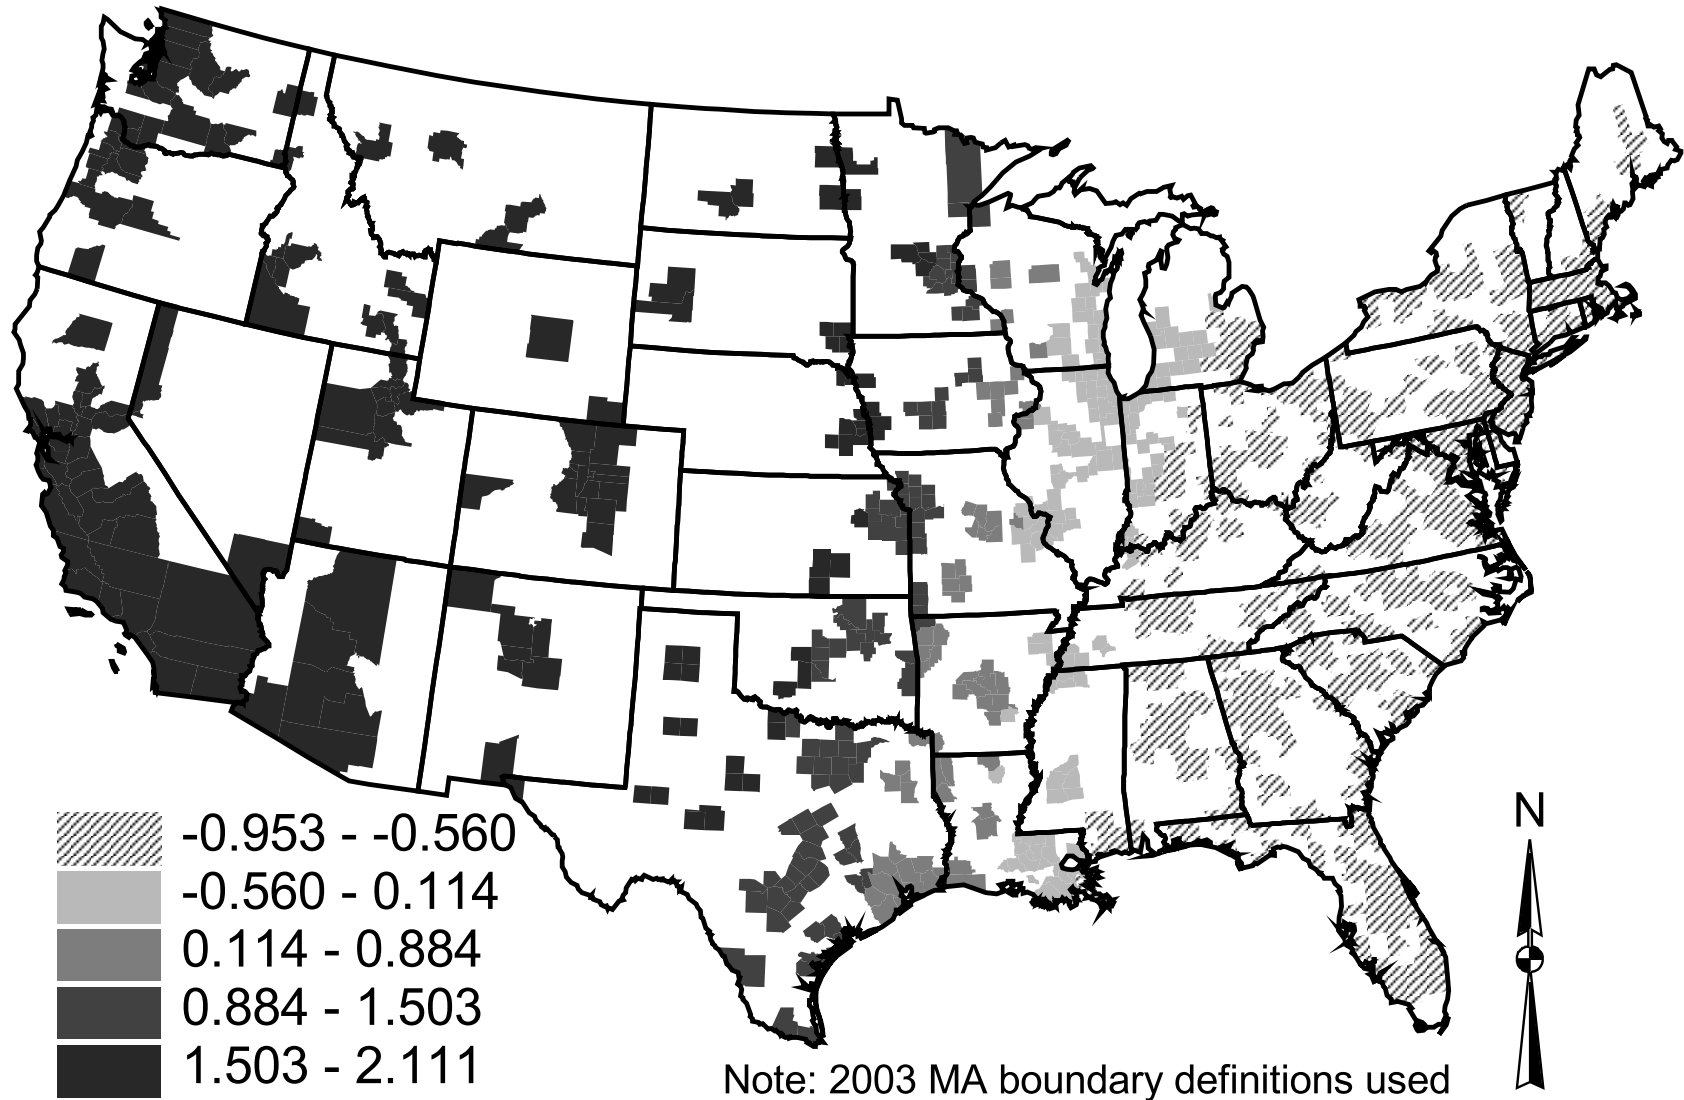 N
-0.953 - -0.560
-0.560 - 0.114
0.114 - 0.884
0.884 - 1.503
1.503 - 2.111
Note: 2003 MA boundary definitions used